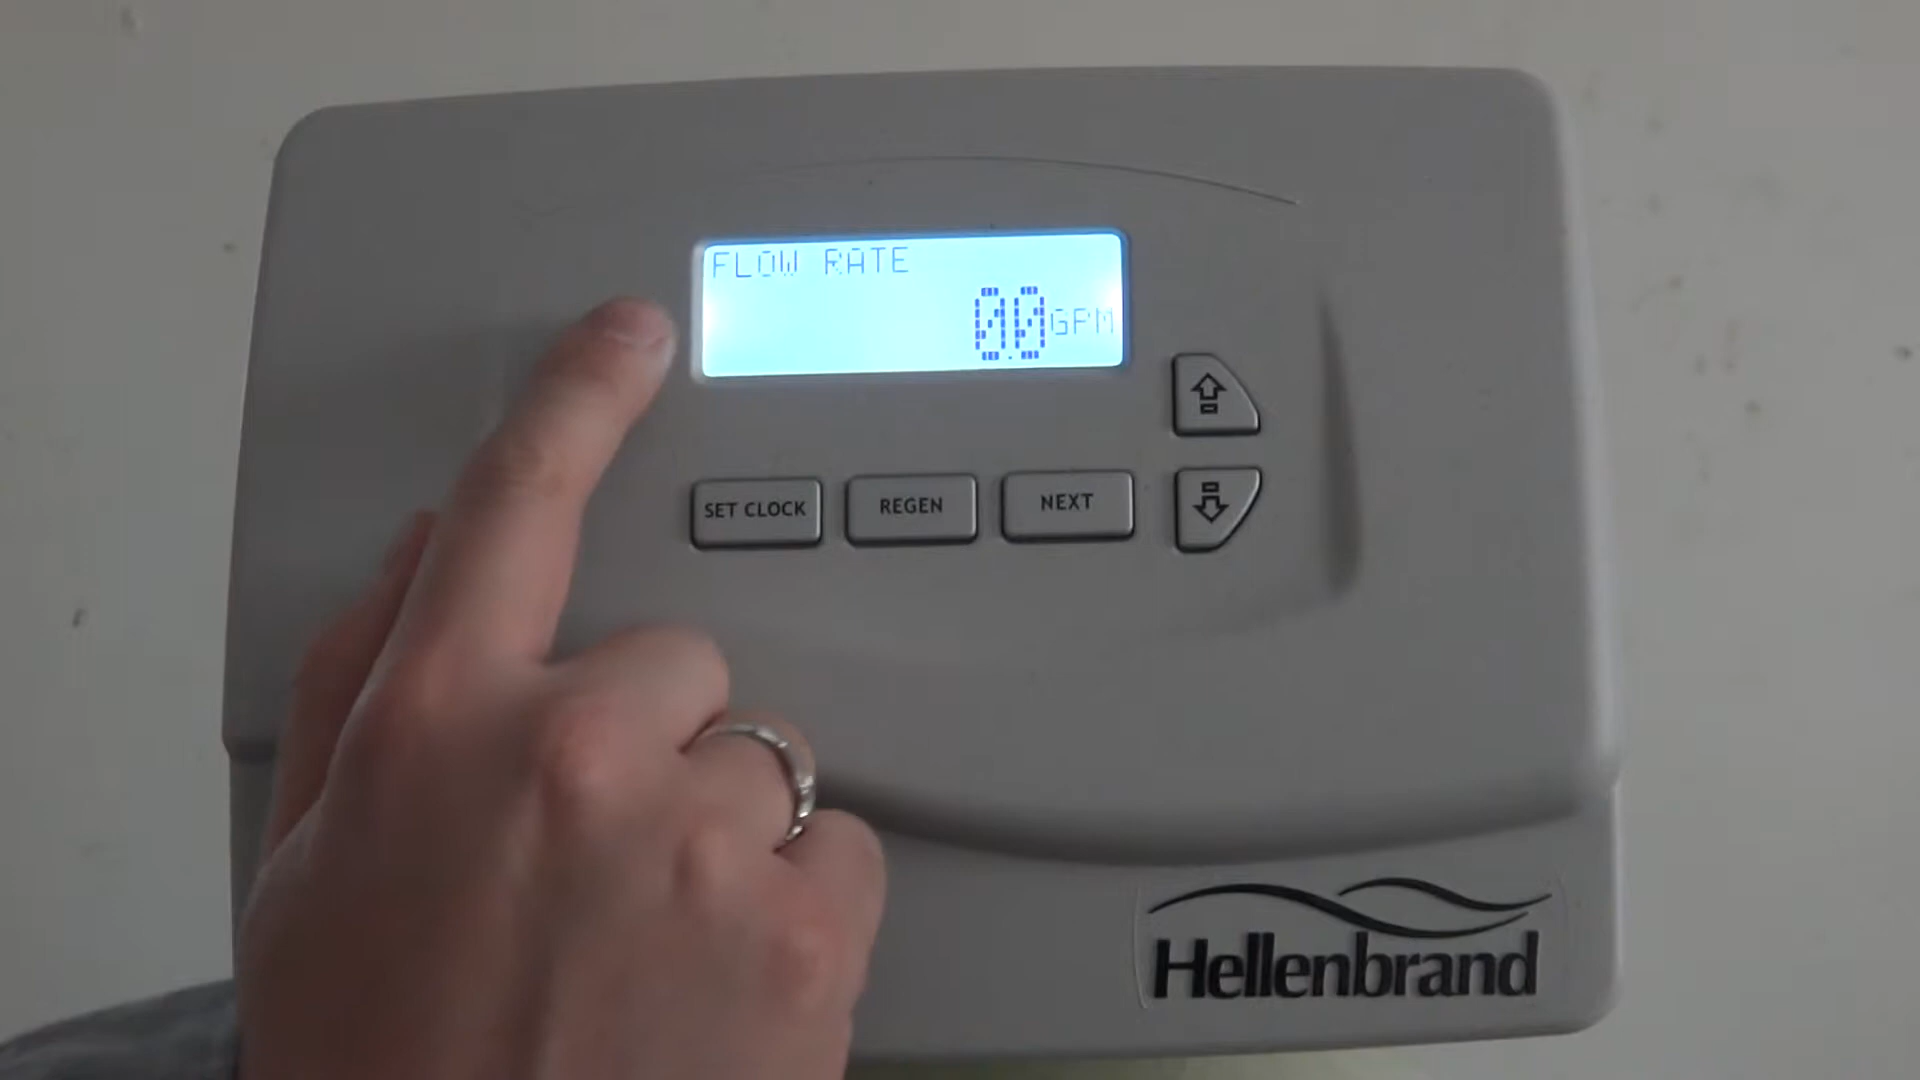 FLOW RATE
0.0 GPM
SET CLOCK
REGEN
NEXT
Hellenbrand